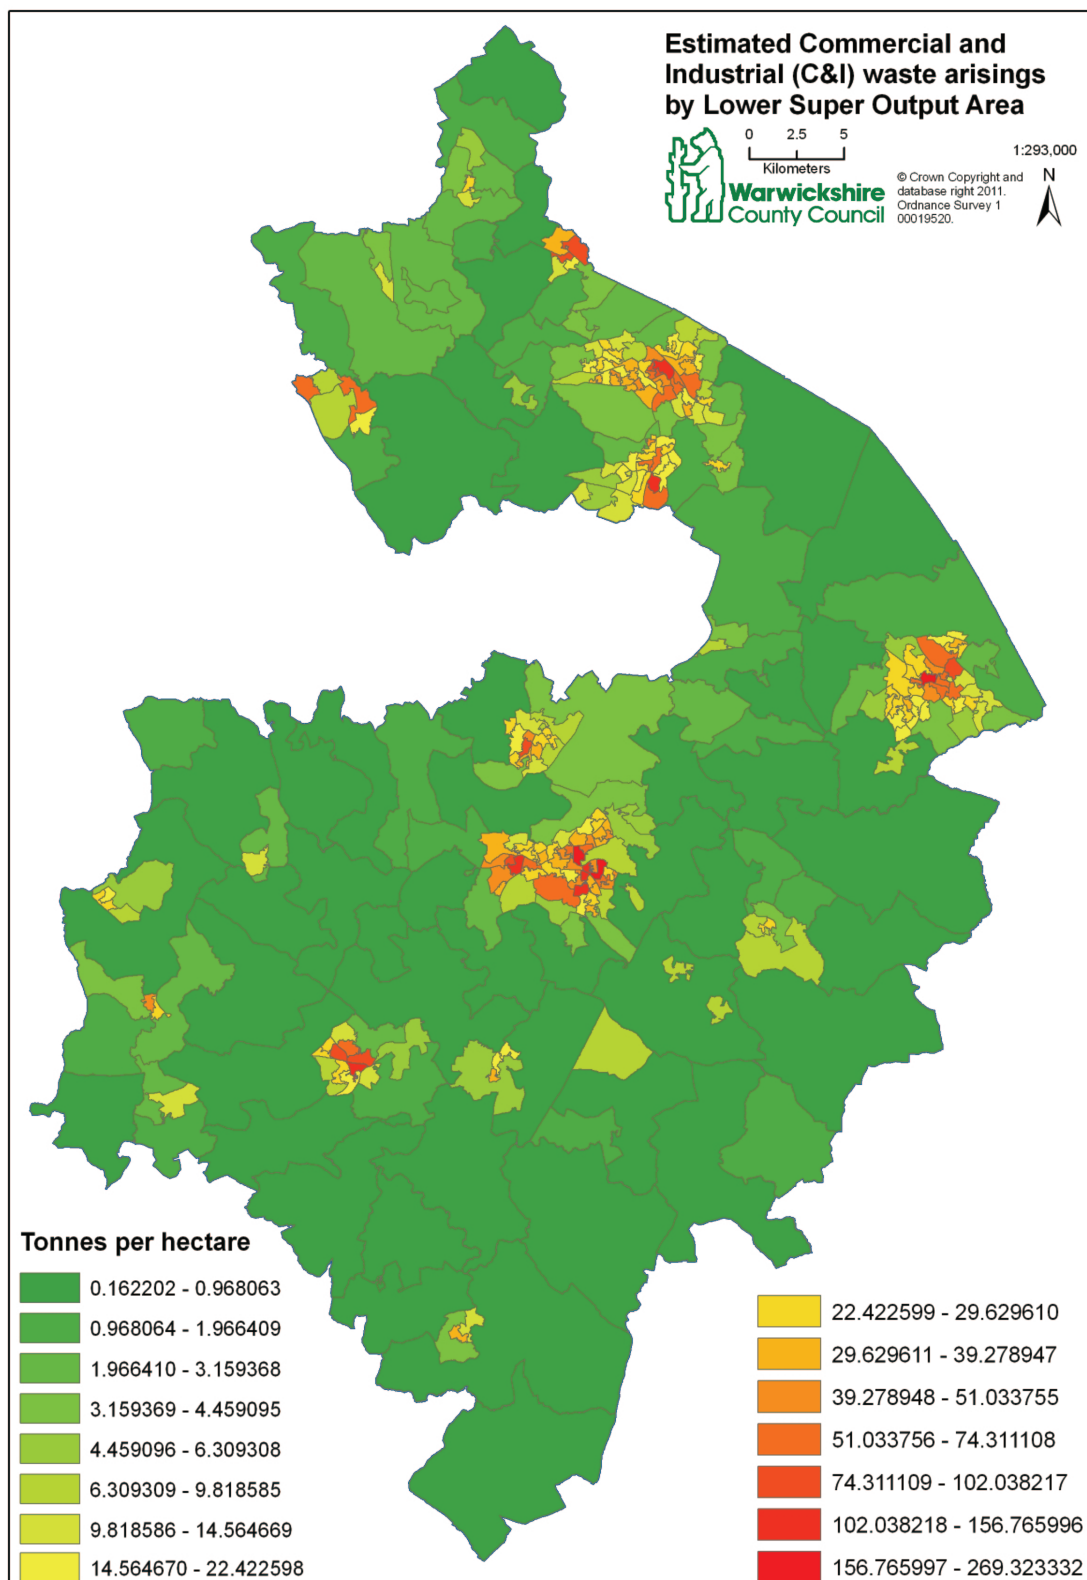 Estimated Commercial and
Industrial (C&I) waste arisings
by Lower Super Output Area
0 2.5 5
Kilometers
1:293,000
N
© Crown Copyright and
database right 2011.
Ordnance Survey 1
00019520.
Warwickshire
County Council
Tonnes per hectare
0.162202 - 0.968063
0.968064 - 1.966409
1.966410 - 3.159368
3.159369 - 4.459095
4.459096 - 6.309308
6.309309 - 9.818585
9.818586 - 14.564669
14.564670 - 22.422598
22.422599 - 29.629610
29.629611 - 39.278947
39.278948 - 51.033755
51.033756 - 74.311108
74.311109 - 102.038217
102.038218 - 156.765996
156.765997 - 269.323332